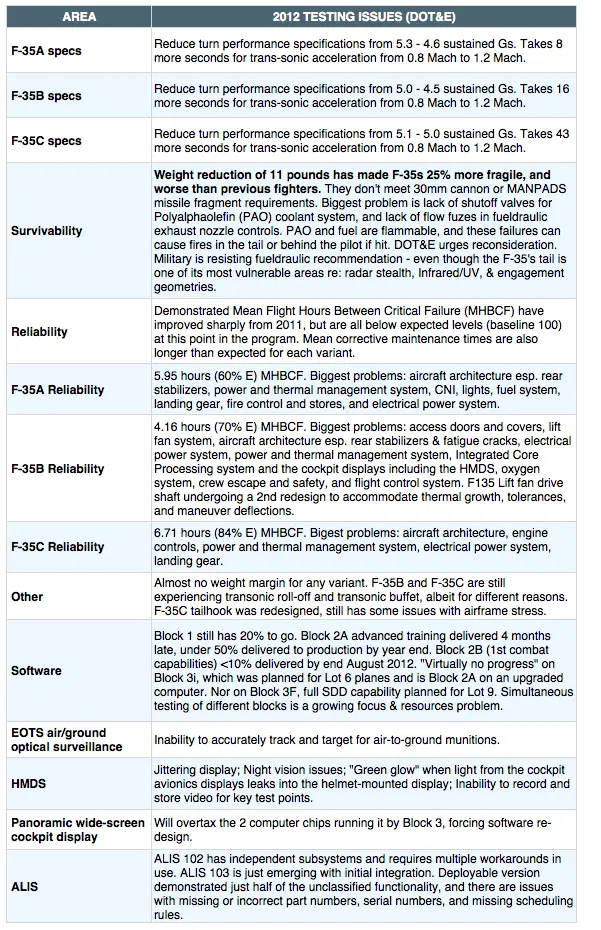 AREA
2012 TESTING ISSUES (DOT&E)
F-35A specs
Reduce turn performance specifications from 5.3 - 4.6 sustained Gs. Takes 8
more seconds for trans-sonic acceleration from 0.8 Mach to 1.2 Mach.
F-35B specs
Reduce turn performance specifications from 5.0 - 4.5 sustained Gs. Takes 16
more seconds for trans-sonic acceleration from 0.8 Mach to 1.2 Mach.
F-35C specs
Reduce turn performance specifications from 5.1 - 5.0 sustained Gs. Takes 43
more seconds for trans-sonic acceleration from 0.8 Mach to 1.2 Mach.
Survivability
Weight reduction of 11 pounds has made F-35s 25% more fragile, and
worse than previous fighters. They don't meet 30mm cannon or MANPADS
missile fragment requirements. Biggest problem is lack of shutoff valves for
Polyalphaolefin (PAO) coolant system, and lack of flow fuzes in fueldraulic
exhaust nozzle controls. PAO and fuel are flammable, and these failures can
cause fires in the tail or behind the pilot if hit. DOT&E urges reconsideration.
Military is resisting fueldraulic recommendation - even though the F-35's tail is
one of its most vulnerable areas re: radar stealth, Infrared/UV, & engagement
geometries.
Reliability
Demonstrated Mean Flight Hours Between Critical Failure (MHBCF) have
improved sharply from 2011, but are all below expected levels (baseline 100)
at this point in the program. Mean corrective maintenance times are also
longer than expected for each variant.
F-35A Reliability
5.95 hours (60% E) MHBCF. Biggest problems: aircraft architecture esp. rear
stabilizers, power and thermal management system, CNI, lights, fuel system,
landing gear, fire control and stores, and electrical power system.
F-35B Reliability
4.16 hours (70% E) MHBCF. Biggest problems: access doors and covers, lift
fan system, aircraft architecture esp. rear stabilizers & fatigue cracks, electrical
power system, power and thermal management system, Integrated Core
Processing system and the cockpit displays including the HMDS, oxygen
system, crew escape and safety, and flight control system. F135 Lift fan drive
shaft undergoing a 2nd redesign to accommodate thermal growth, tolerances,
and maneuver deflections.
F-35C Reliability
6.71 hours (84% E) MHBCF. Bigest problems: aircraft architecture, engine
controls, power and thermal management system, electrical power system,
landing gear.
Other
Almost no weight margin for any variant. F-35B and F-35C are still
experiencing transonic roll-off and transonic buffet, albeit for different reasons.
F-35C tailhook was redesigned, still has some issues with airframe stress.
Software
Block 1 still has 20% to go. Block 2A advanced training delivered 4 months
late, under 50% delivered to production by year end. Block 2B (1st combat
capabilities) <10% delivered by end August 2012. "Virtually no progress" on
Block 3i, which was planned for Lot 6 planes and is Block 2A on an upgraded
computer. Nor on Block 3F, full SDD capability planned for Lot 9. Simultaneous
testing of different blocks is a growing focus & resources problem.
EOTS air/ground
optical surveillance
Inability to accurately track and target for air-to-ground munitions.
HMDS
Jittering display; Night vision issues; "Green glow" when light from the cockpit
avionics displays leaks into the helmet-mounted display; Inability to record and
store video for key test points.
Panoramic wide-screen
cockpit display
Will overtax the 2 computer chips running it by Block 3, forcing software re-
design.
ALIS
ALIS 102 has independent subsystems and requires multiple workarounds in
use. ALIS 103 is just emerging with initial integration. Deployable version
demonstrated just half of the unclassified functionality, and there are issues
with missing or incorrect part numbers, serial numbers, and missing scheduling
rules.